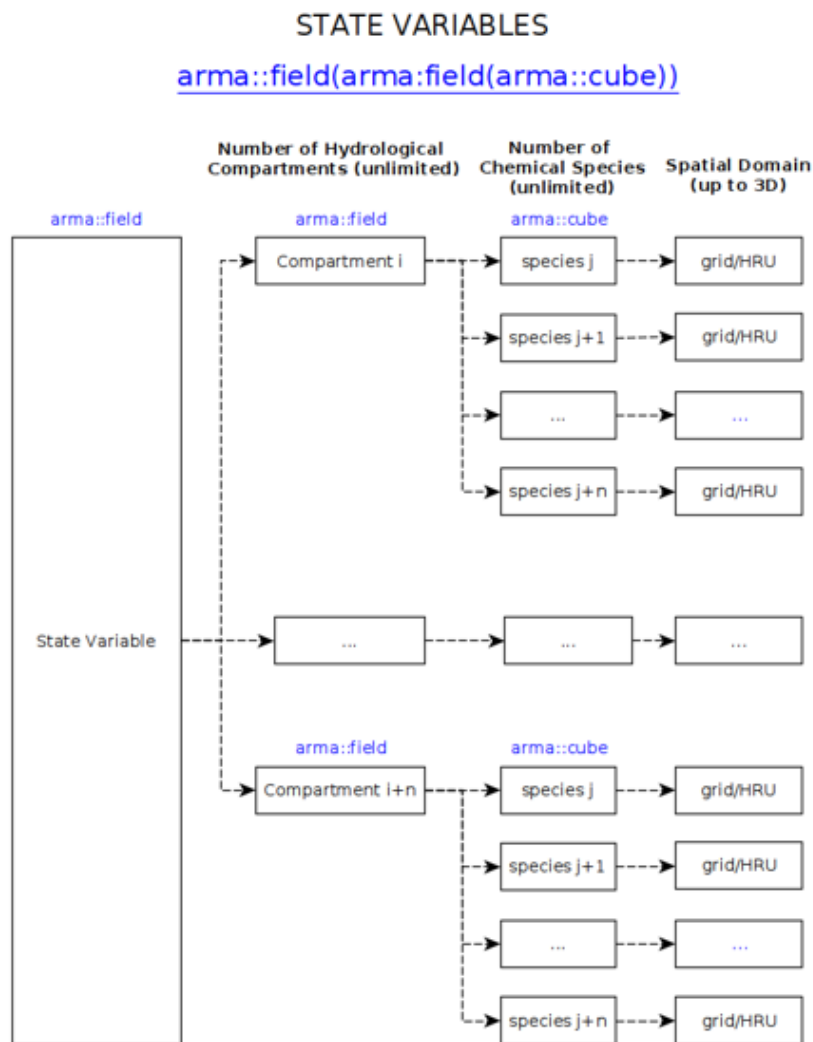 STATE VARIABLES
arma::field(arma:field(arma::cube))
Number of Hydrological
Compartments (unlimited)
Number of
Chemical Species
(unlimited)
Spatial Domain
(up to 3D)
arma::field
arma::field
arma::cube
State Variable
Compartment i
species j
grid/HRU
species j+1
grid/HRU
...
...
species j+n
grid/HRU
...
...
...
arma::field
arma::cube
Compartment i+n
species j
grid/HRU
species j+1
grid/HRU
...
...
species j+n
grid/HRU